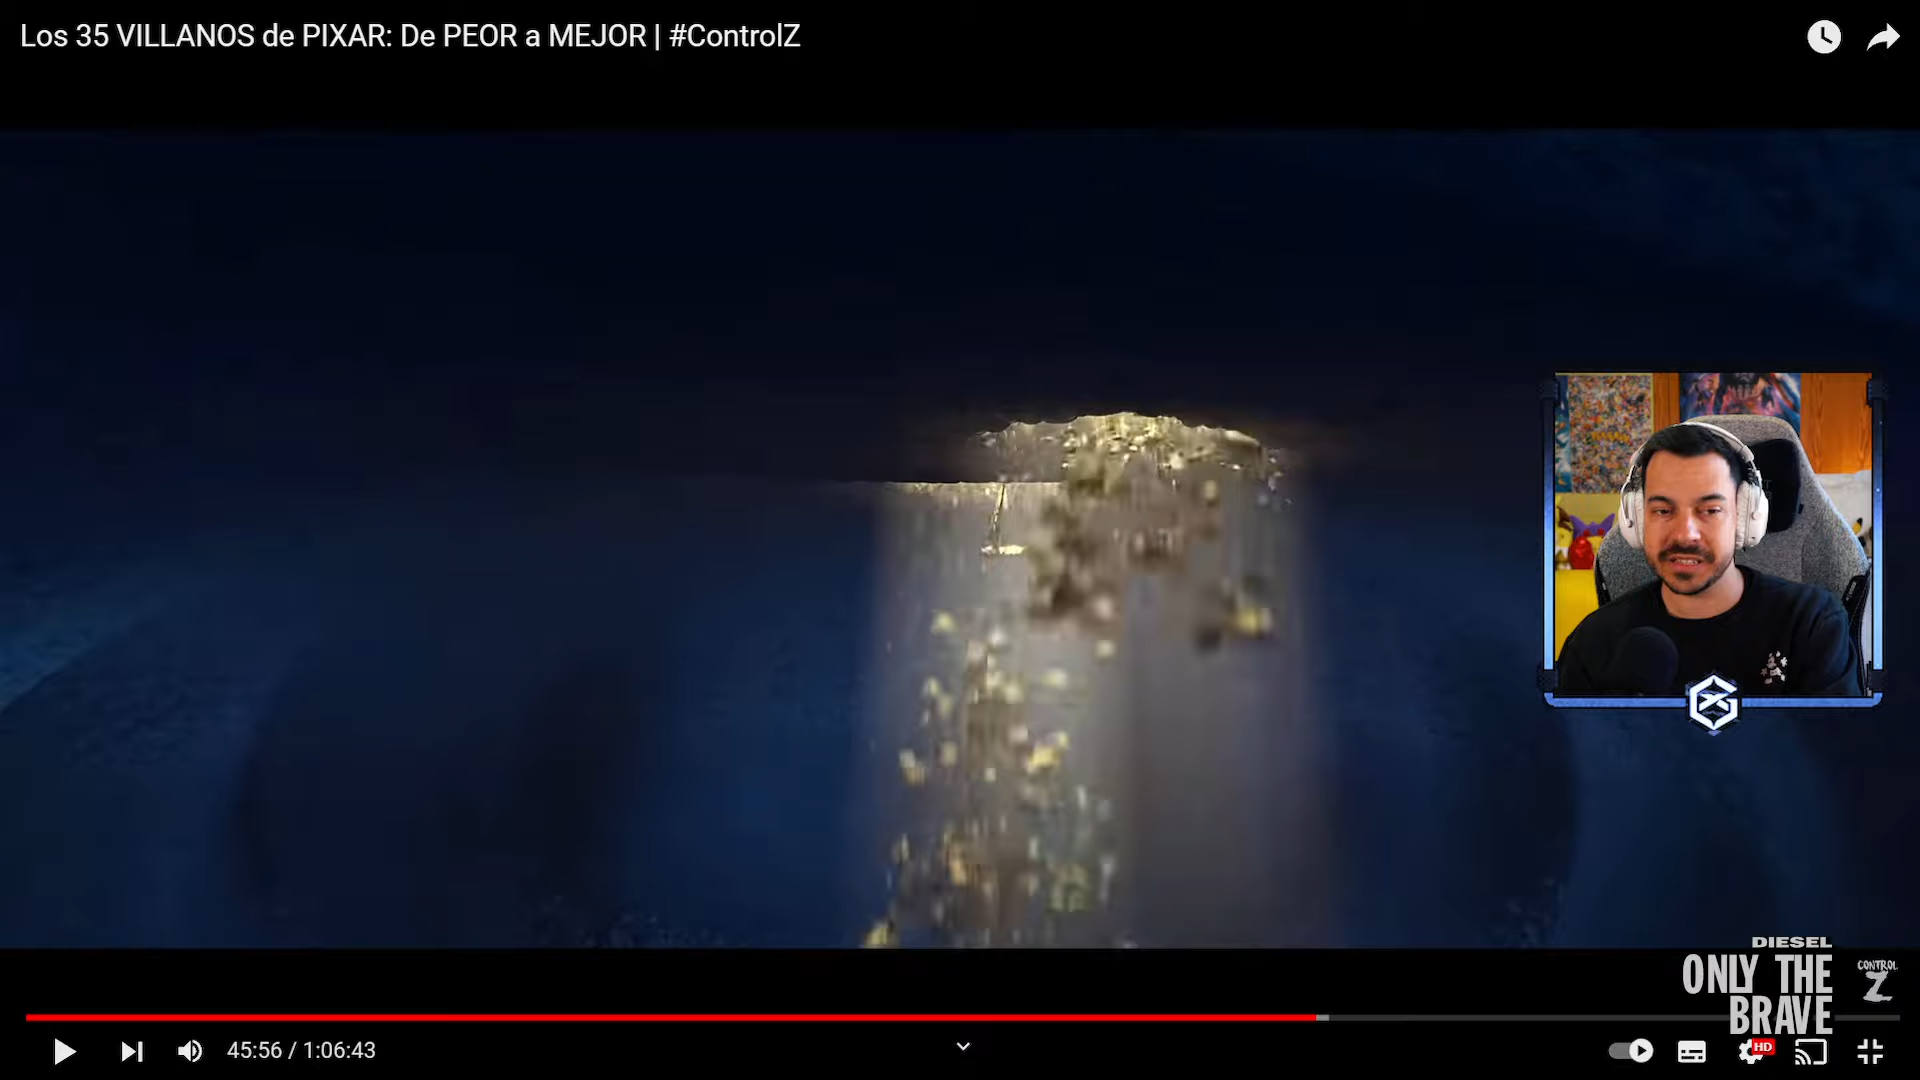 Los 35 VILLANOS de PIXAR: De PEOR a MEJOR | #ControlZ
DIESEL
ONLY THE
BRAVE
CONTROL
Z
45:56 / 1:06:43
HD